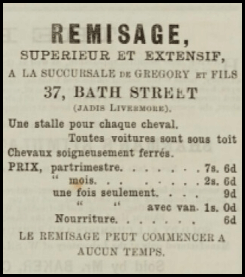 REMISAGE,
SUPERIEUR ET EXTENSIF,
A LA SUCCURSALE DE GREGORY ET FILS
37, BATH STREET
(JADIS LIVERMORE).
Une stalle pour chaque cheval.
Toutes voitures sont sous toit
Chevaux soigneusement ferrés.
PRIX, partrimestre. . . . . . . . 7s. 6d
" mois. . . . . . . . . . . 2s. 6d
une fois seulement. . . . 9d
" " avec van. 1s. 0d
Nourriture. . . . . . . . . 6d
LE REMISAGE PEUT COMMENCER A
AUCUN TEMPS.